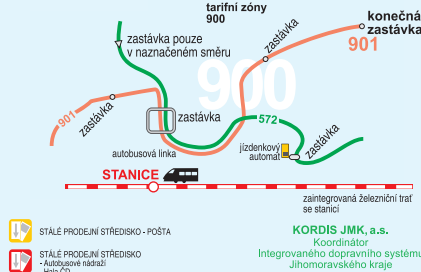 tarifní zóny
900
konečná
zastávka
901
zastávka pouze
v naznačeném směru
zastávka
900
901
zastávka
zastávka
572
autobusová linka
jízdenkový
automat
zastávka
STANICE
zaintegrovaná železniční trať
se stanicí
STÁLÉ PRODEJNÍ STŘEDISKO - POŠTA
STÁLÉ PRODEJNÍ STŘEDISKO
- Autobusové nádraží
- Hala ČD
KORDIS JMK, a.s.
Koordinátor
Integrovaného dopravního systému
Jihomoravského kraje